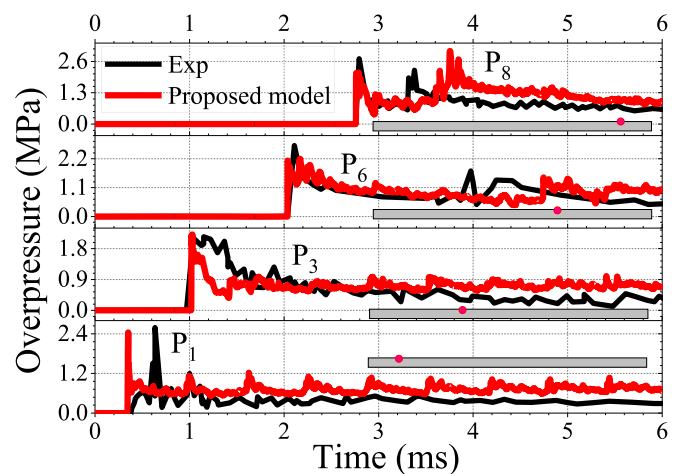 0 1 2 3 4 5 6
Exp
Proposed model
P8
2.6
1.3
0.0
P6
2.2
1.1
0.0
P3
1.8
0.9
0.0
P1
2.4
1.2
0.0
Overpressure (MPa)
0 1 2 3 4 5 6
Time (ms)